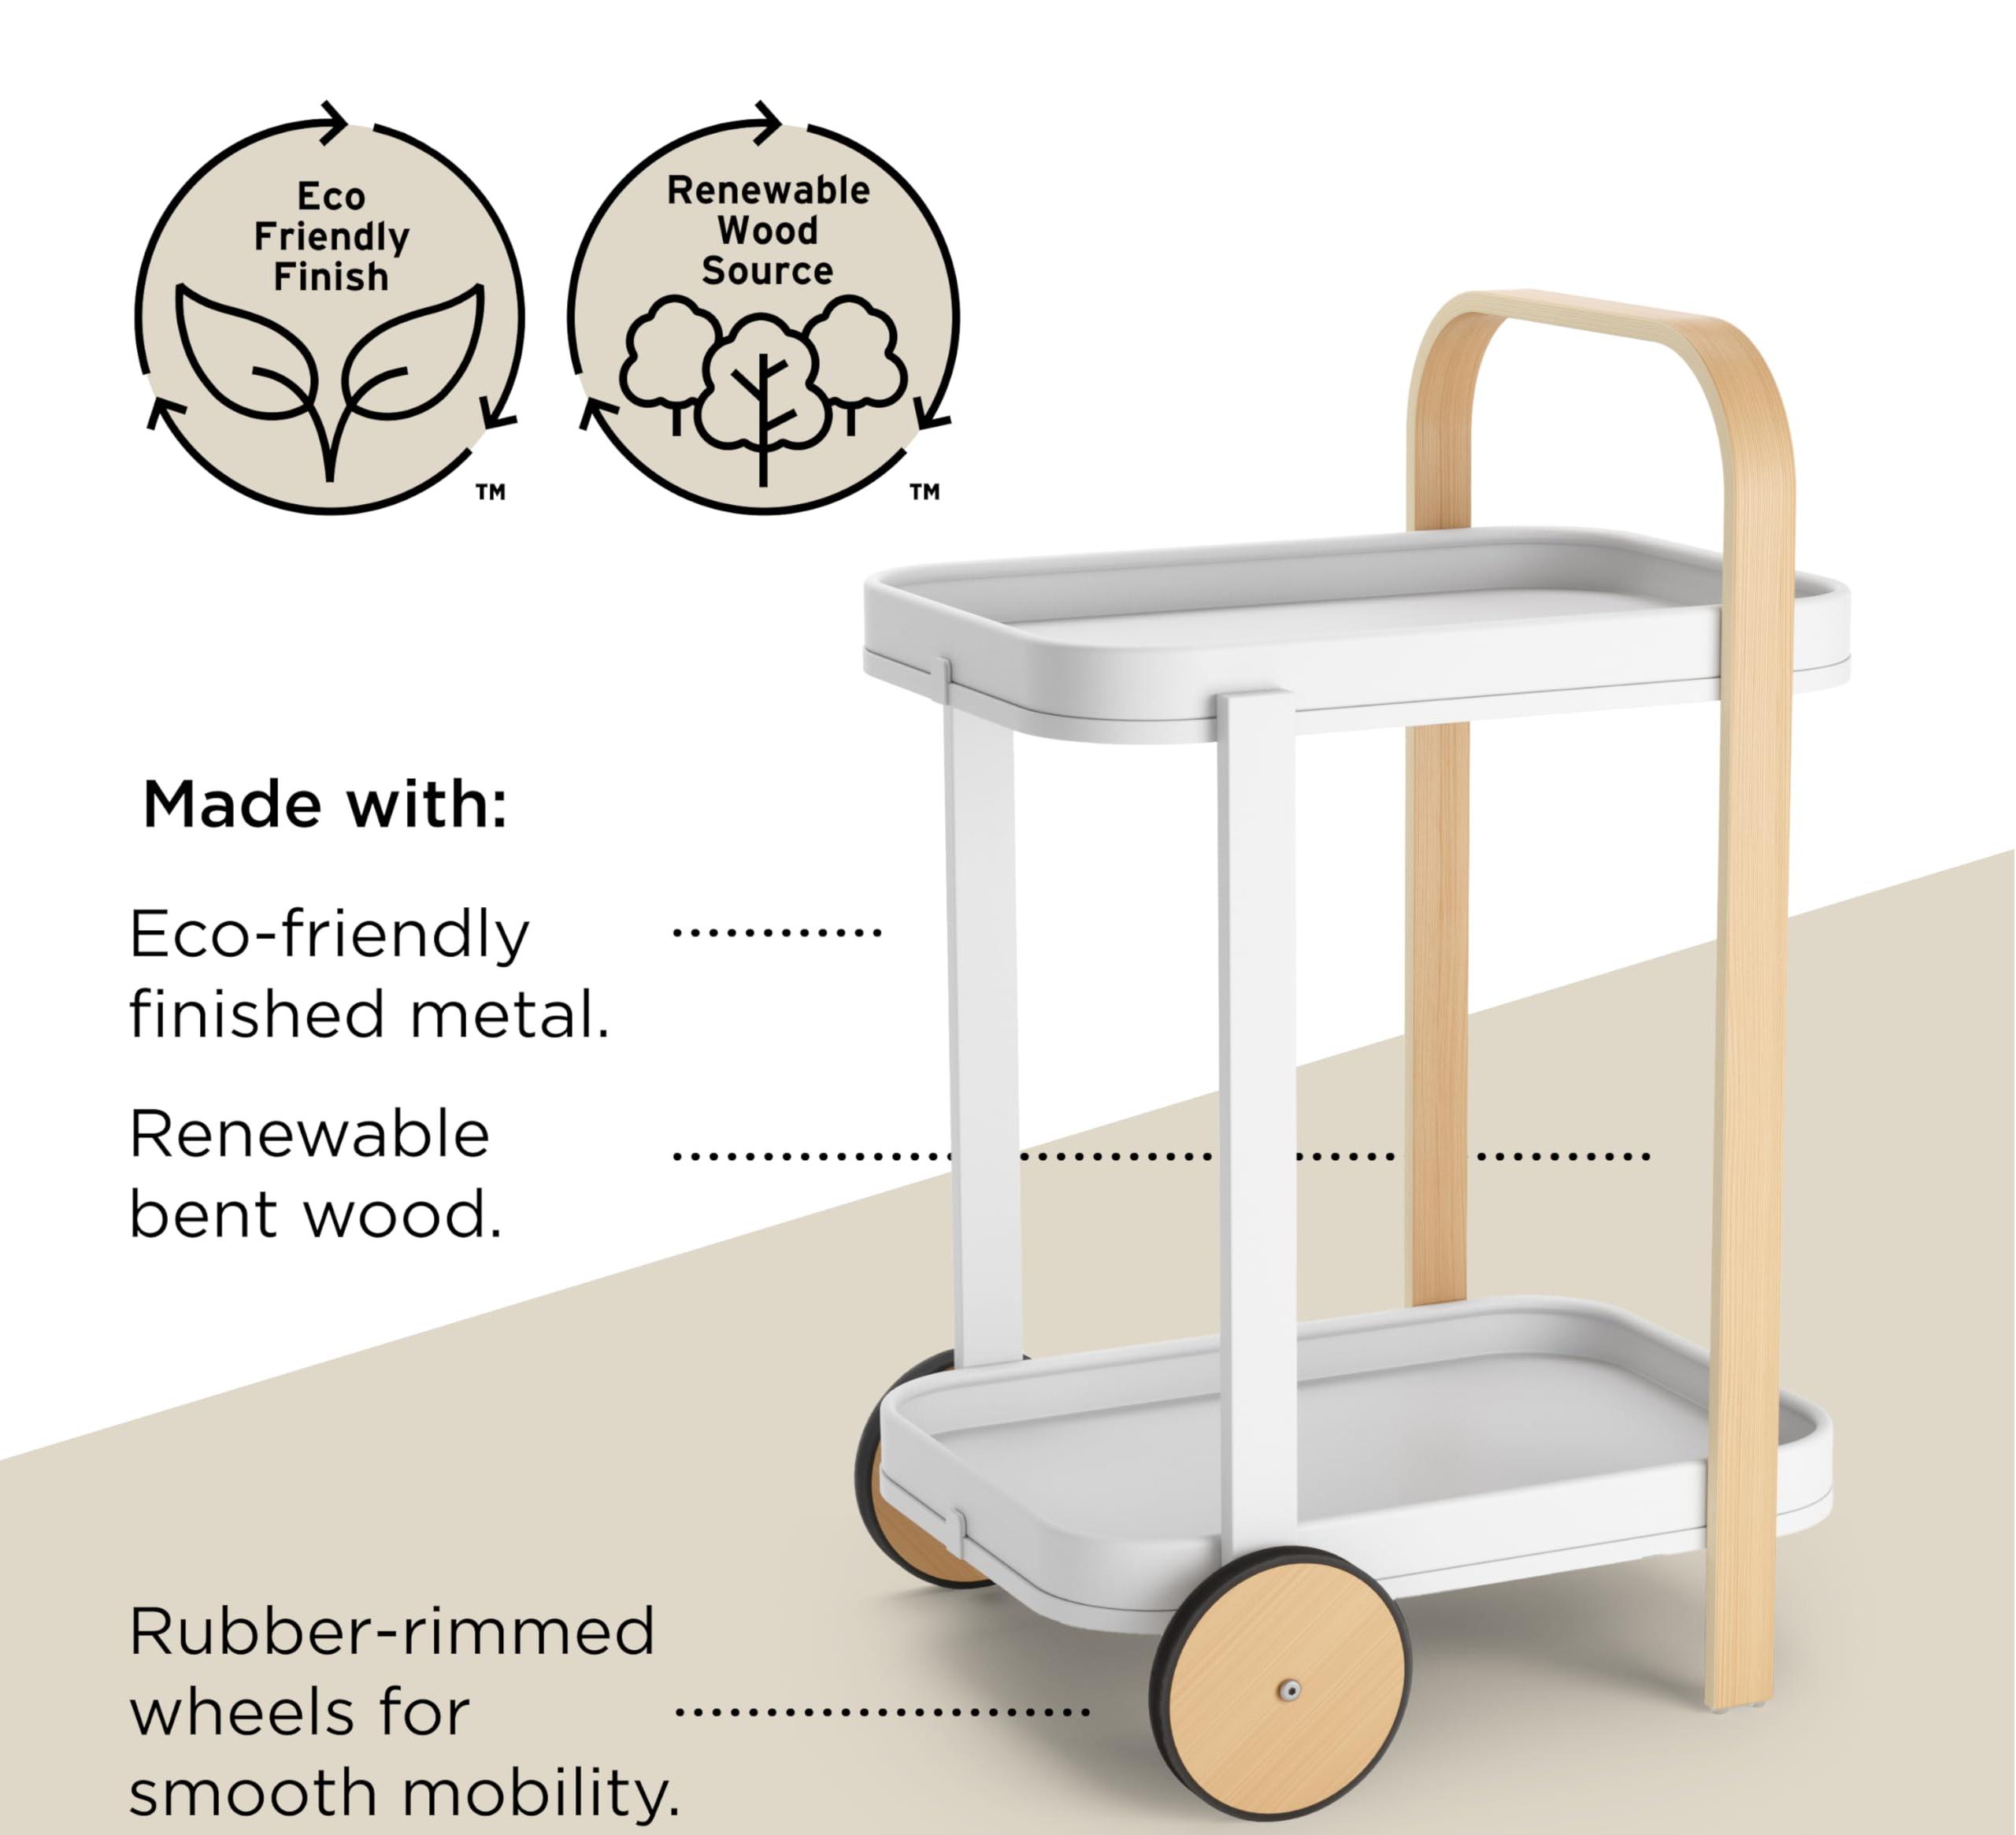 Eco
Friendly
Finish
TM
Renewable
Wood
Source
TM
Made with:
Eco-friendly
finished metal.
Renewable
bent wood.
Rubber-rimmed
wheels for
smooth mobility.